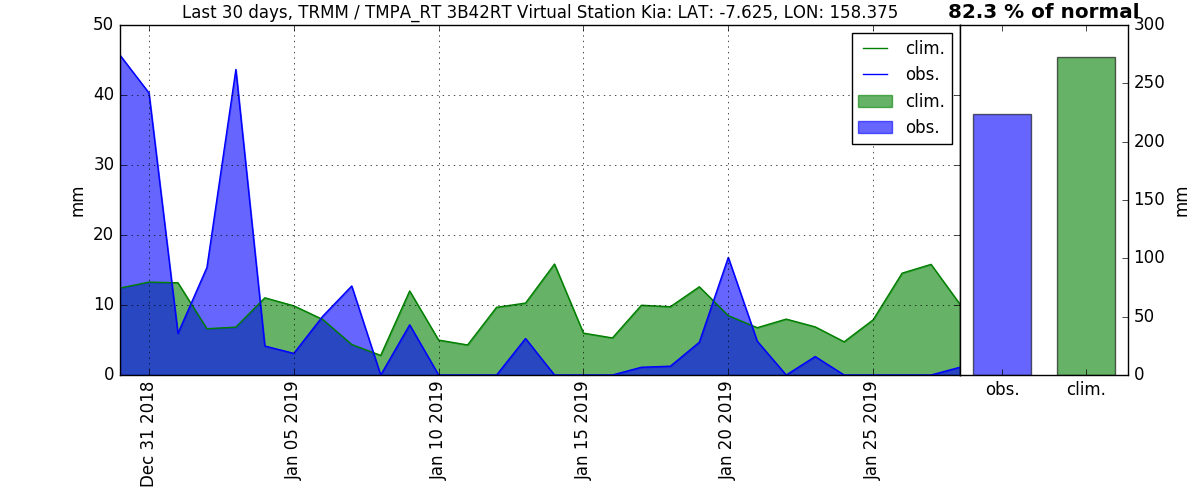 Last 30 days, TRMM / TMPA_RT 3B42RT Virtual Station Kia: LAT: -7.625, LON: 158.375
82.3 % of normal
50
40
30
20
10
0
mm
clim.
obs.
clim.
obs.
Dec 31 2018
Jan 05 2019
Jan 10 2019
Jan 15 2019
Jan 20 2019
Jan 25 2019
300
250
200
150
100
50
0
mm
obs.
clim.